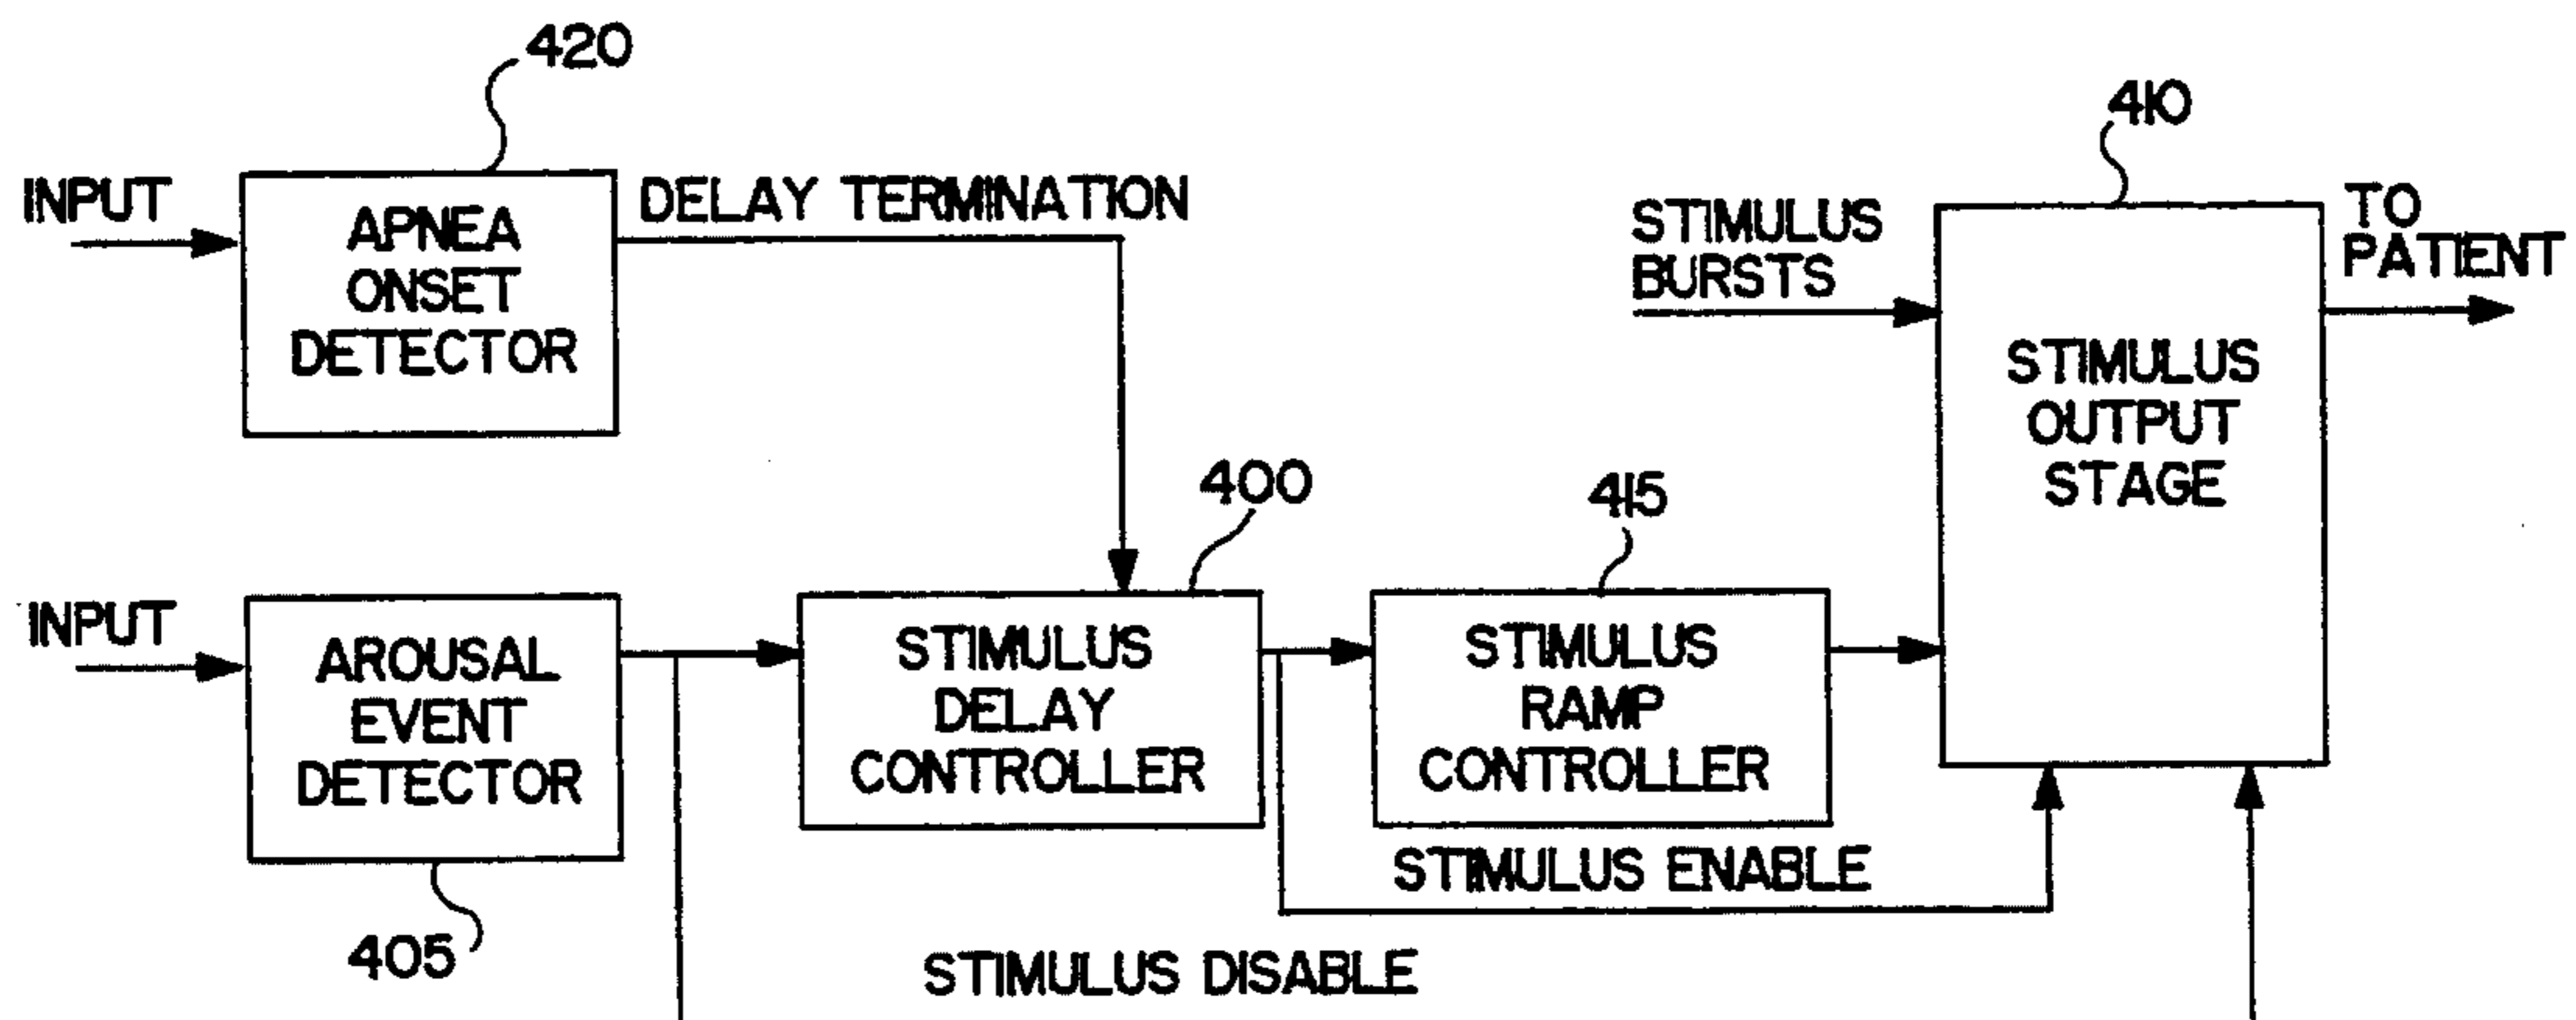 420
INPUT
APNEA
ONSET
DETECTOR
DELAY TERMINATION
410
STIMULUS
BURSTS
TO
PATIENT
STIMULUS
OUTPUT
STAGE
INPUT
AROUSAL
EVENT
DETECTOR
405
400
STIMULUS
DELAY
CONTROLLER
415
STIMULUS
RAMP
CONTROLLER
STIMULUS ENABLE
STIMULUS DISABLE